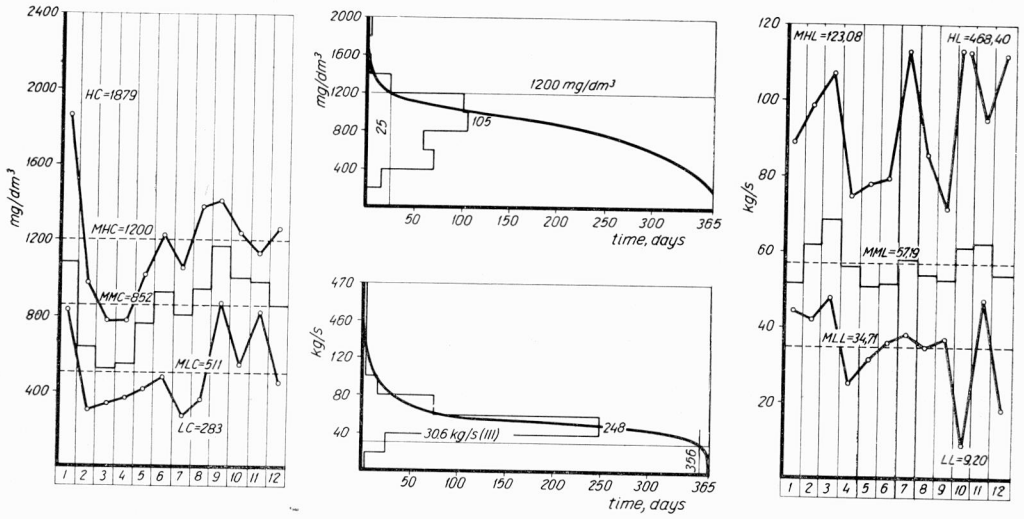 2400
2000
1600
1200
800
400
mg/dm³
HC=1879
MHC=1200
MMC=852
MLC=511
LC=283
1 2 3 4 5 6 7 8 9 10 11 12
2000
1600
1200
800
400
mg/dm³
1200 mg/dm³
25
105
50 100 150 200 250 300 365
time, days
470
460
120
80
40
kg/s
30.6 kg/s (III)
248
356
50 100 150 200 250 300 365
time, days
120
100
80
60
40
20
kg/s
MHL=123,08
HL=468,40
MML=57,19
MLL=34,71
LL=9,20
1 2 3 4 5 6 7 8 9 10 11 12